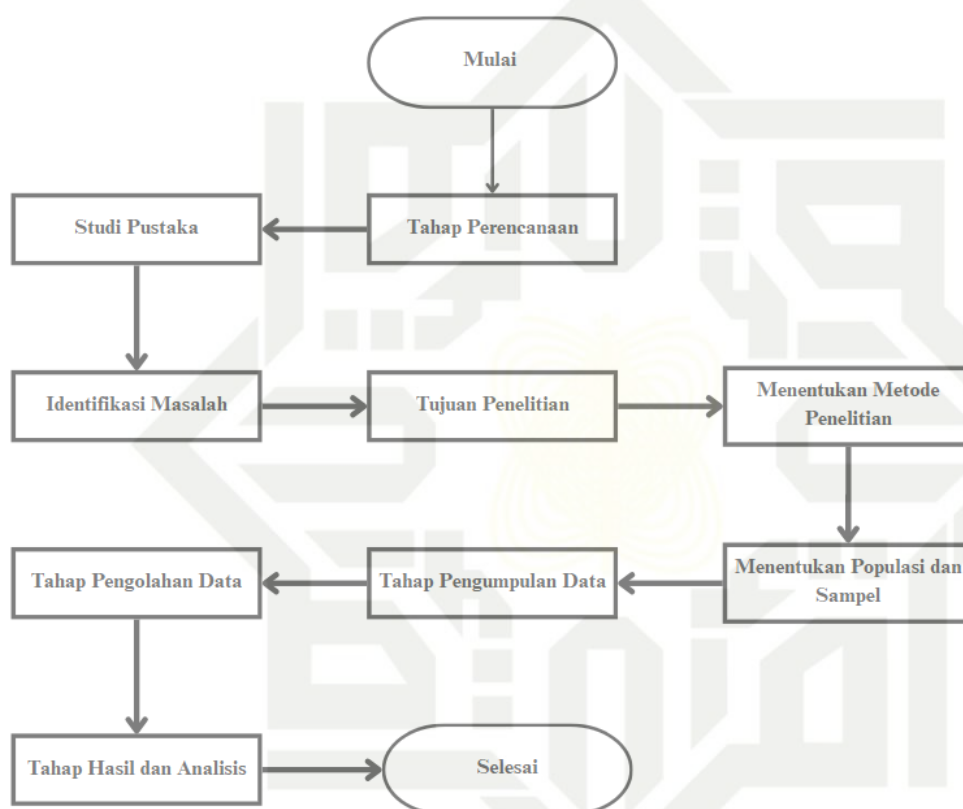 Mulai
Tahap Perencanaan
Studi Pustaka
Identifikasi Masalah
Tujuan Penelitian
Menentukan Metode
Penelitian
Menentukan Populasi dan
Sampel
Tahap Pengumpulan Data
Tahap Pengolahan Data
Tahap Hasil dan Analisis
Selesai